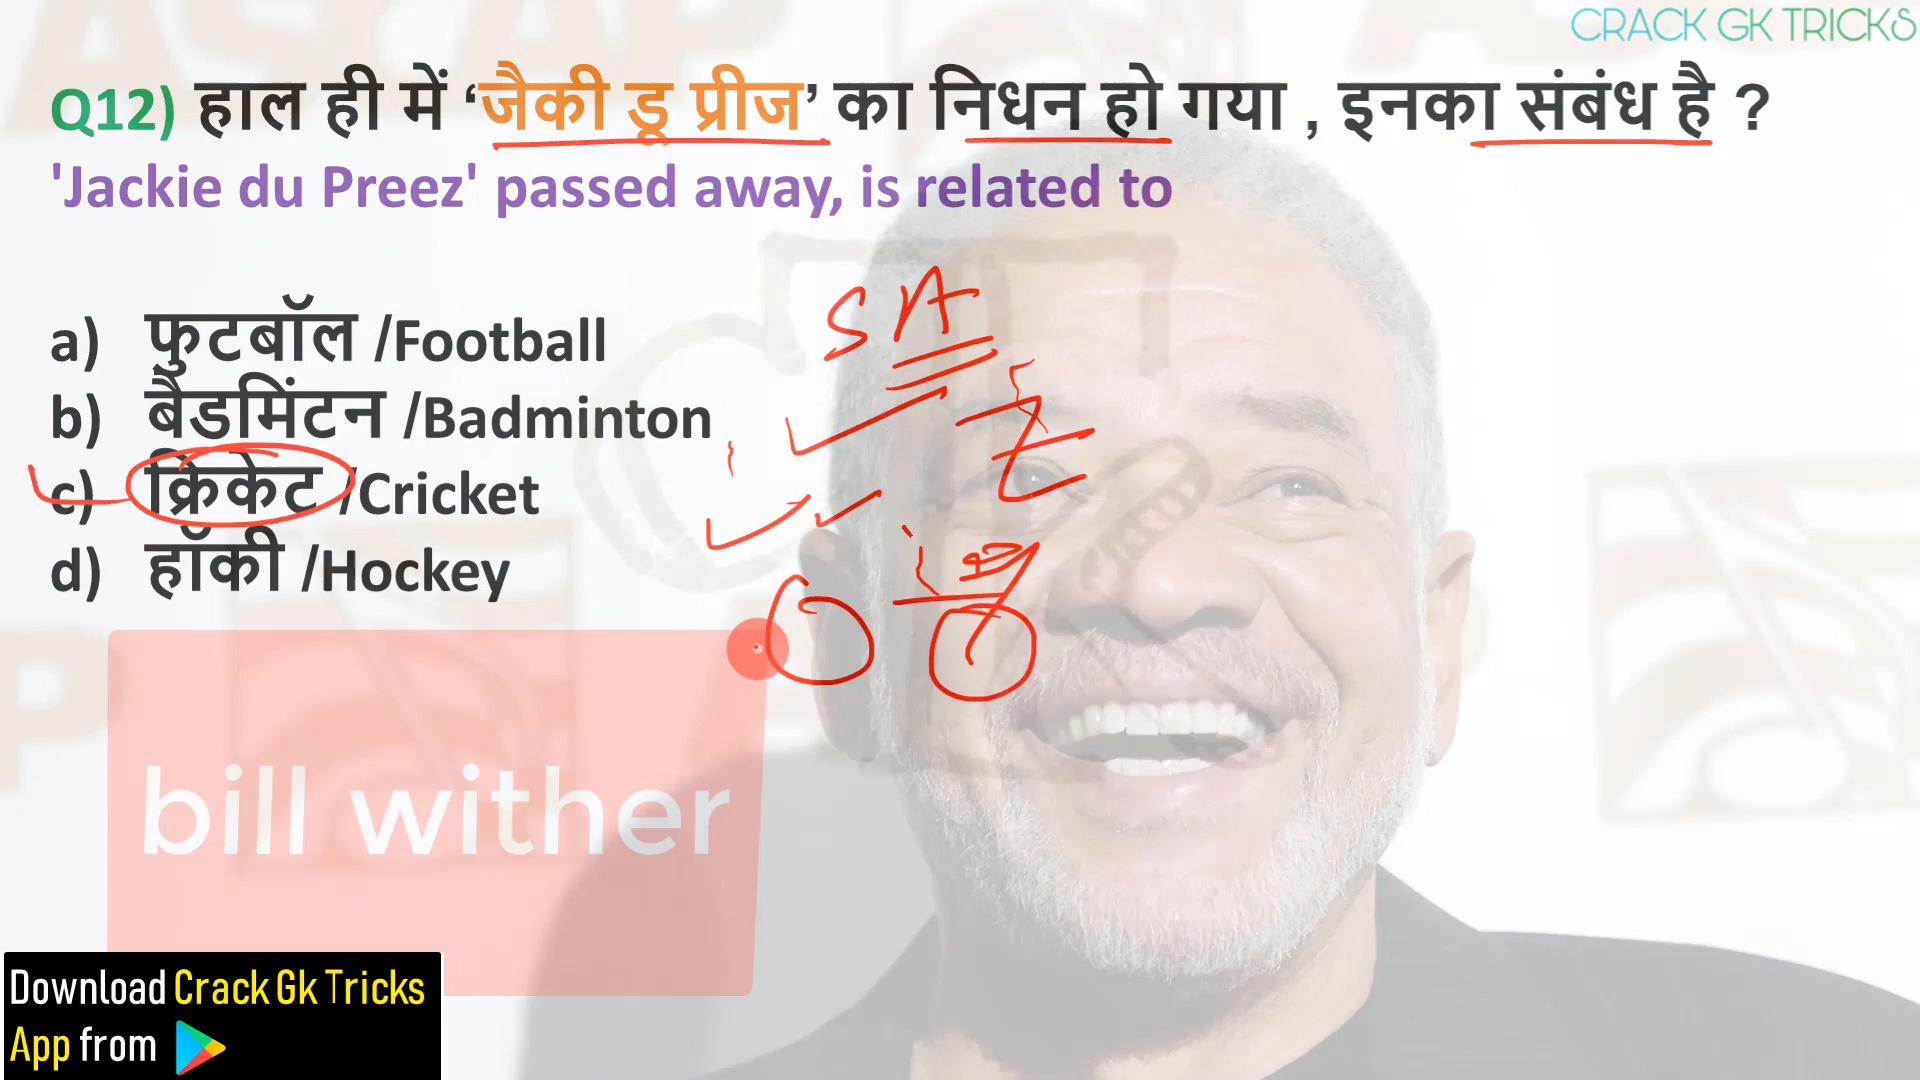 CRACK GK TRICKS
Q12) हाल ही में ‘जैकी डू प्रीज’ का निधन हो गया , इनका संबंध है ?
'Jackie du Preez' passed away, is related to
a) फुटबॉल /Football
b) बैडमिंटन /Badminton
c) क्रिकेट /Cricket
d) हॉकी /Hockey
SA
Z
bill wither
Download Crack Gk Tricks
App from